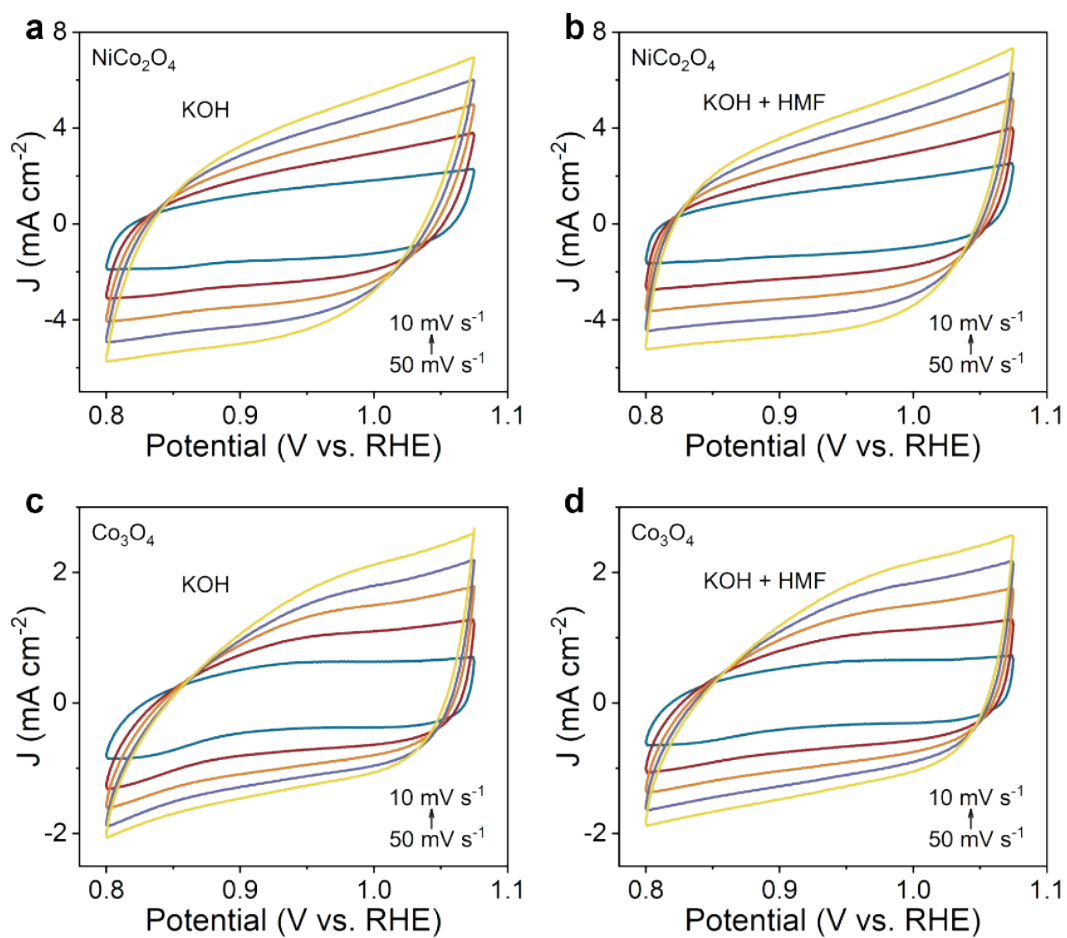 a
8
NiCo₂O₄
KOH
4
0
-4
J (mA cm⁻²)
10 mV s⁻¹
50 mV s⁻¹
0.8 0.9 1.0 1.1
Potential (V vs. RHE)
b
8
NiCo₂O₄
KOH + HMF
4
0
-4
J (mA cm⁻²)
10 mV s⁻¹
50 mV s⁻¹
0.8 0.9 1.0 1.1
Potential (V vs. RHE)
c
Co₃O₄
KOH
2
0
-2
J (mA cm⁻²)
10 mV s⁻¹
50 mV s⁻¹
0.8 0.9 1.0 1.1
Potential (V vs. RHE)
d
Co₃O₄
KOH + HMF
2
0
-2
J (mA cm⁻²)
10 mV s⁻¹
50 mV s⁻¹
0.8 0.9 1.0 1.1
Potential (V vs. RHE)